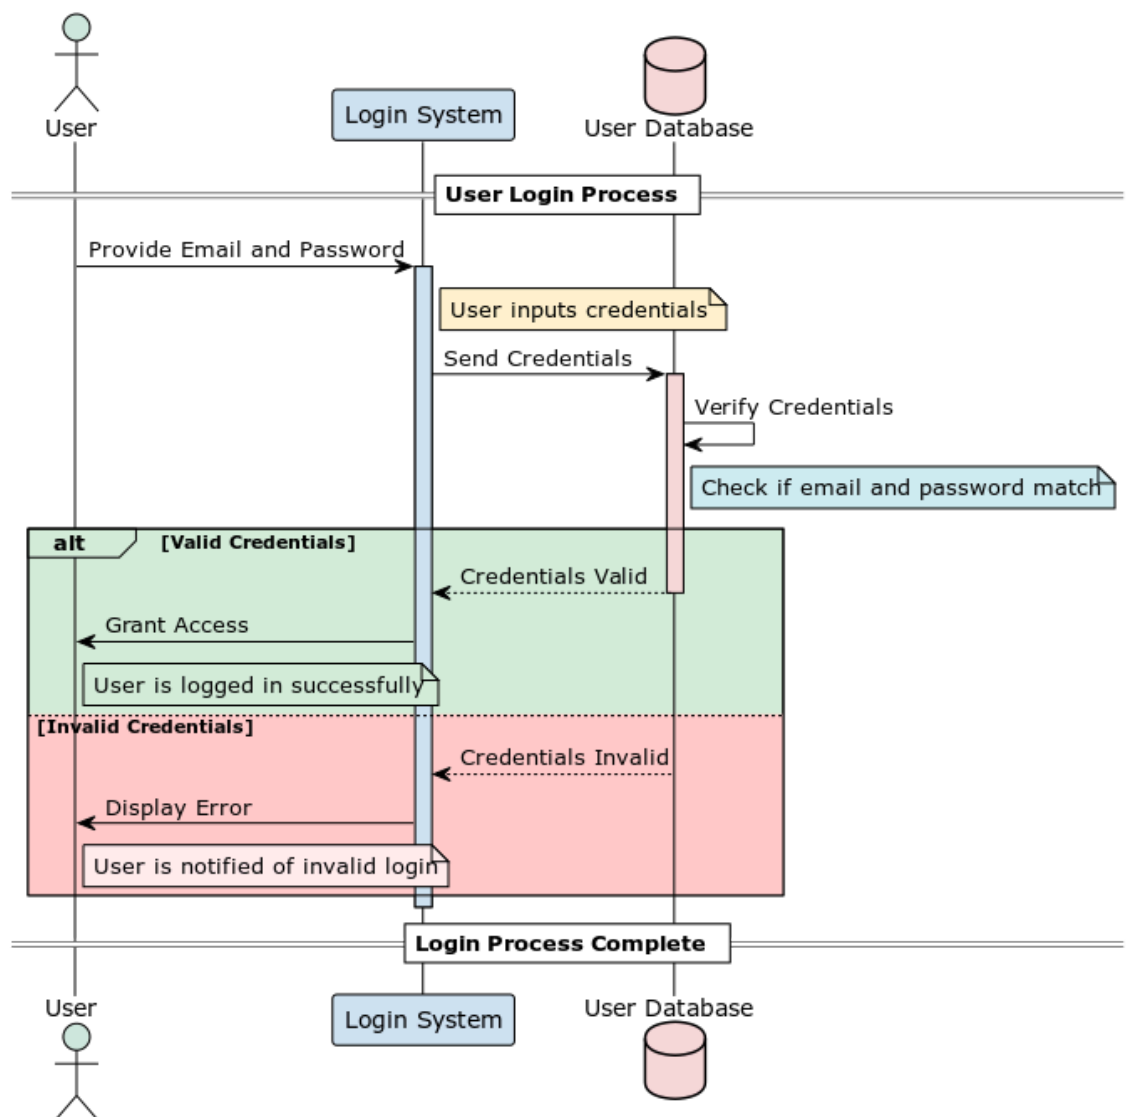 User
Login System
User Database
User Login Process
Provide Email and Password
User inputs credentials
Send Credentials
Verify Credentials
Check if email and password match
alt
[Valid Credentials]
Credentials Valid
Grant Access
User is logged in successfully
[Invalid Credentials]
Credentials Invalid
Display Error
User is notified of invalid login
Login Process Complete
User
Login System
User Database